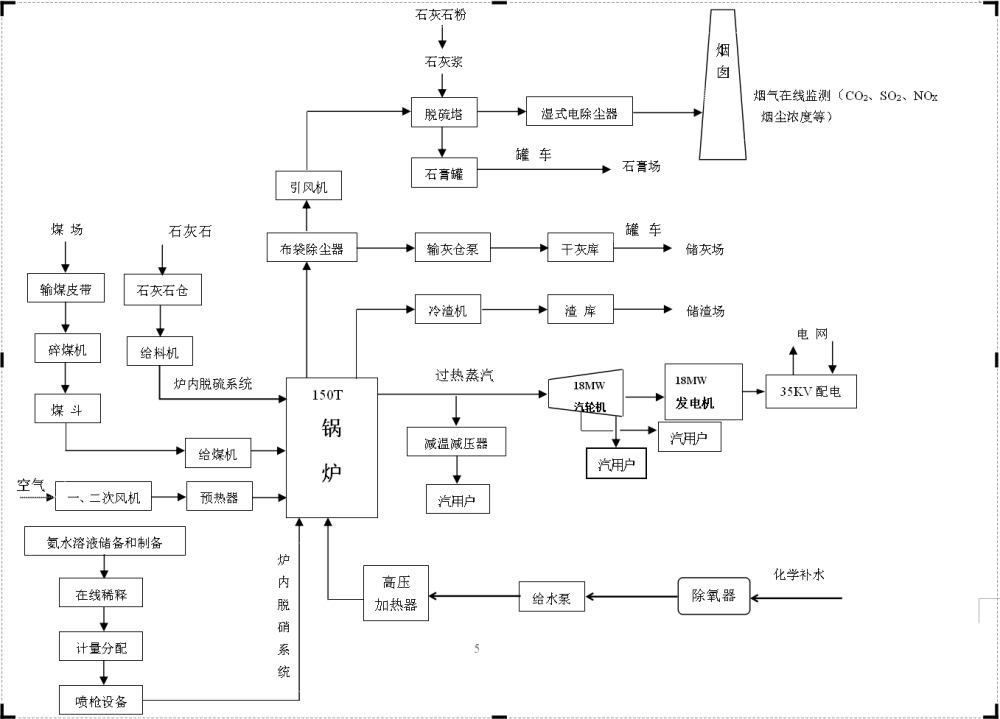 石灰石粉
石灰浆
烟
囱
烟气在线监测（CO₂、SO₂、NOX
烟尘浓度等）
脱硫塔
湿式电除尘器
罐 车
石膏罐
石膏场
引风机
煤 场
石灰石
罐 车
布袋除尘器
输灰仓泵
干灰库
储灰场
输煤皮带
石灰石仓
冷渣机
渣 库
储渣场
电 网
碎煤机
给料机
过热蒸汽
炉内脱硫系统
150T
锅
炉
18MW
汽轮机
18MW
发电机
35KV 配电
煤 斗
减温减压器
汽用户
给煤机
汽用户
空气
一、二次风机
预热器
汽用户
氨水溶液储备和制备
炉
内
脱
硝
系
统
高压
加热器
给水泵
除氧器
化学补水
在线稀释
计量分配
喷枪设备
5